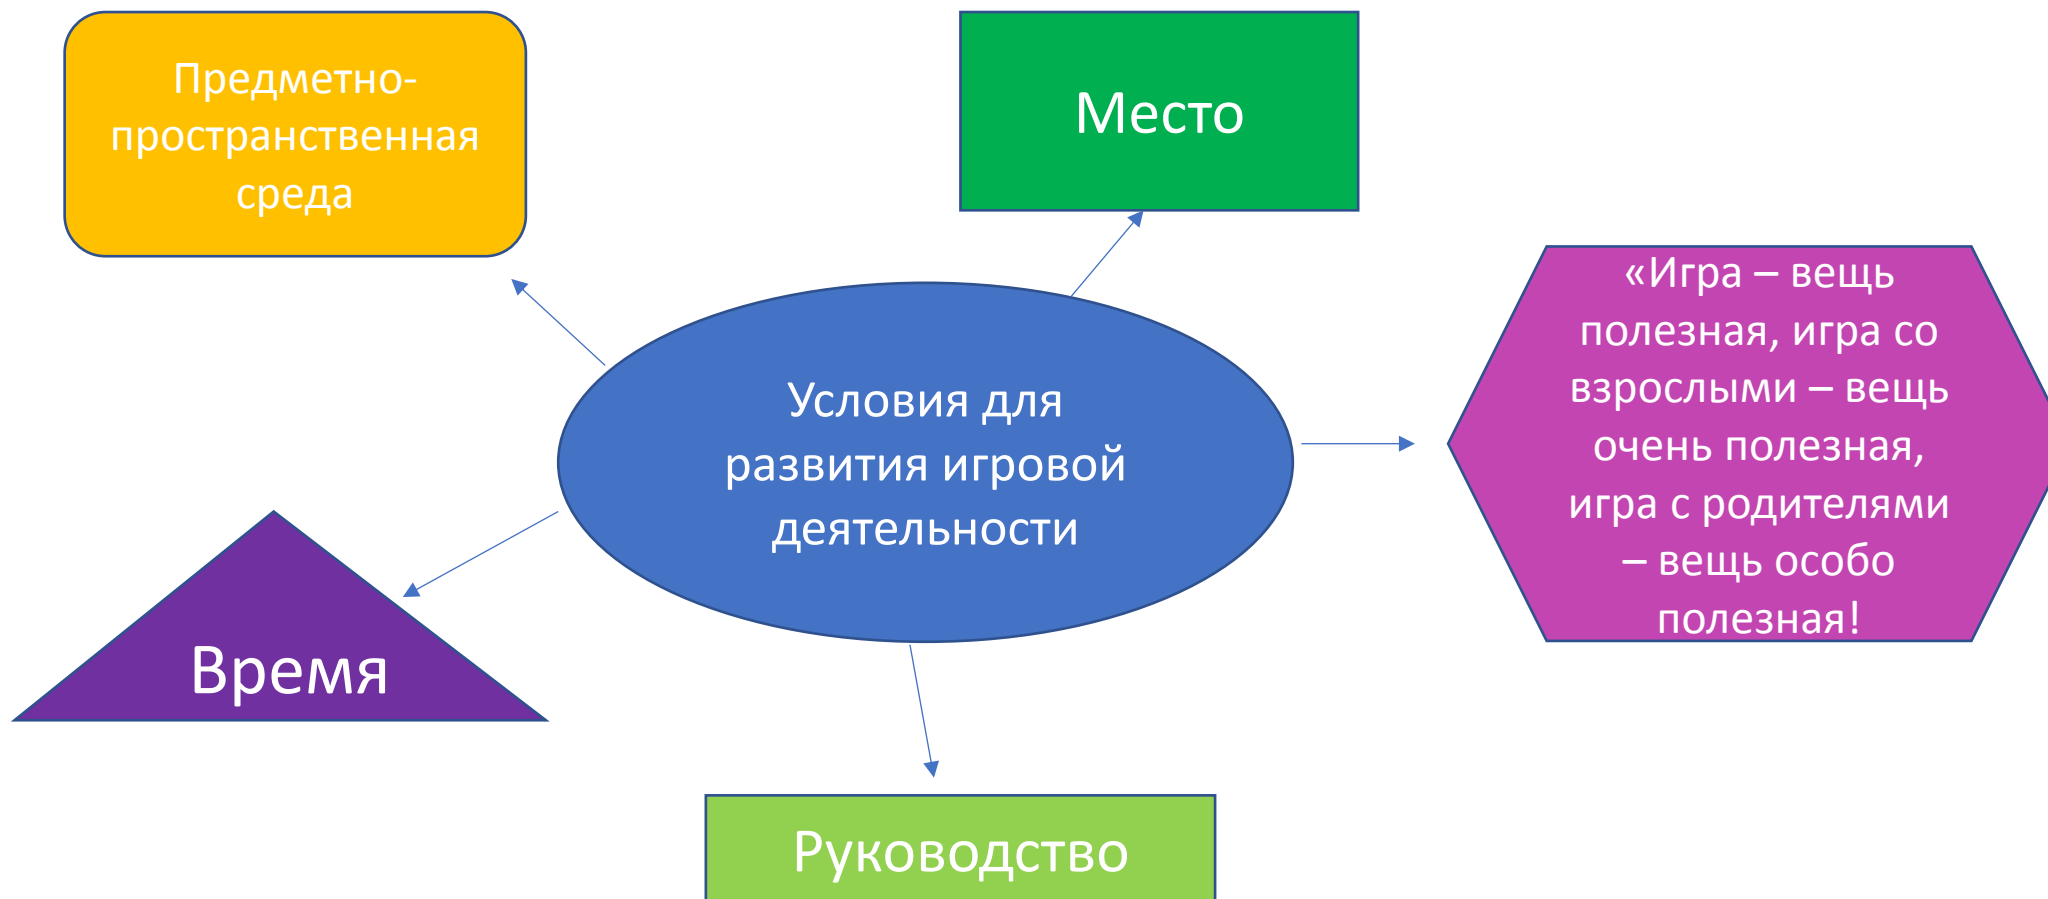 Предметно-
пространственная
среда
Место
«Игра – вещь
полезная, игра со
взрослыми – вещь
очень полезная,
игра с родителями
– вещь особо
полезная!
Условия для
развития игровой
деятельности
Время
Руководство